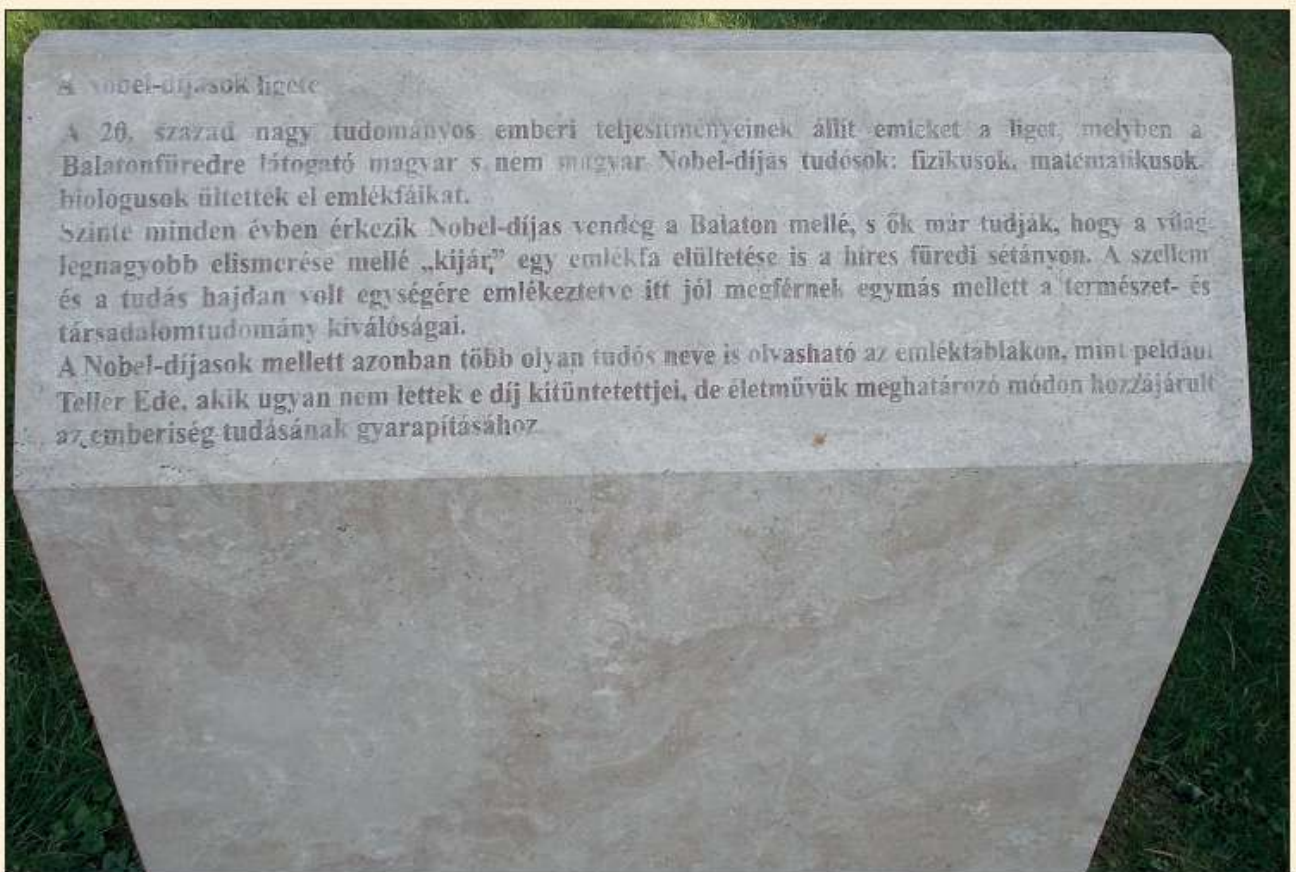 A Nobel-díjasok ligete
A 20. század nagy tudományos emberi teljesítményeinek állít emléket a liget, melyben a
Balatonfüredre látogató magyar s nem magyar Nobel-díjas tudósok: fizikusok, matematikusok,
biológusok ültették el emlékfáikat.
Szinte minden évben érkezik Nobel-díjas vendég a Balaton mellé, s ők már tudják, hogy a világ
legnagyobb elismerése mellé „kijár,” egy emlékfa elültetése is a híres füredi sétányon. A szellem
és a tudás hajdan volt egységére emlékeztetve itt jól megférnek egymás mellett a természet- és
társadalomtudomány kiválóságai.
A Nobel-díjasok mellett azonban több olyan tudós neve is olvasható az emléktáblákon, mint például
Teller Ede, akik ugyan nem lettek e díj kitüntetettjei, de életművük meghatározó módon hozzájárult
az emberiség tudásának gyarapításához